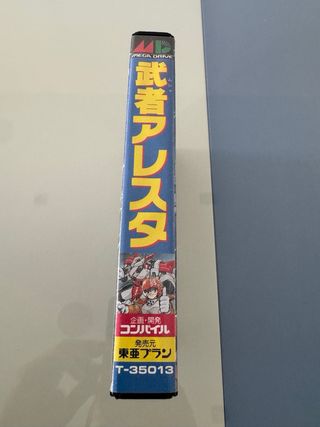 MD
MEGA DRIVE
武者アレスタ
企画・開発
コンパイル
発売元
東亜プラン
T-35013